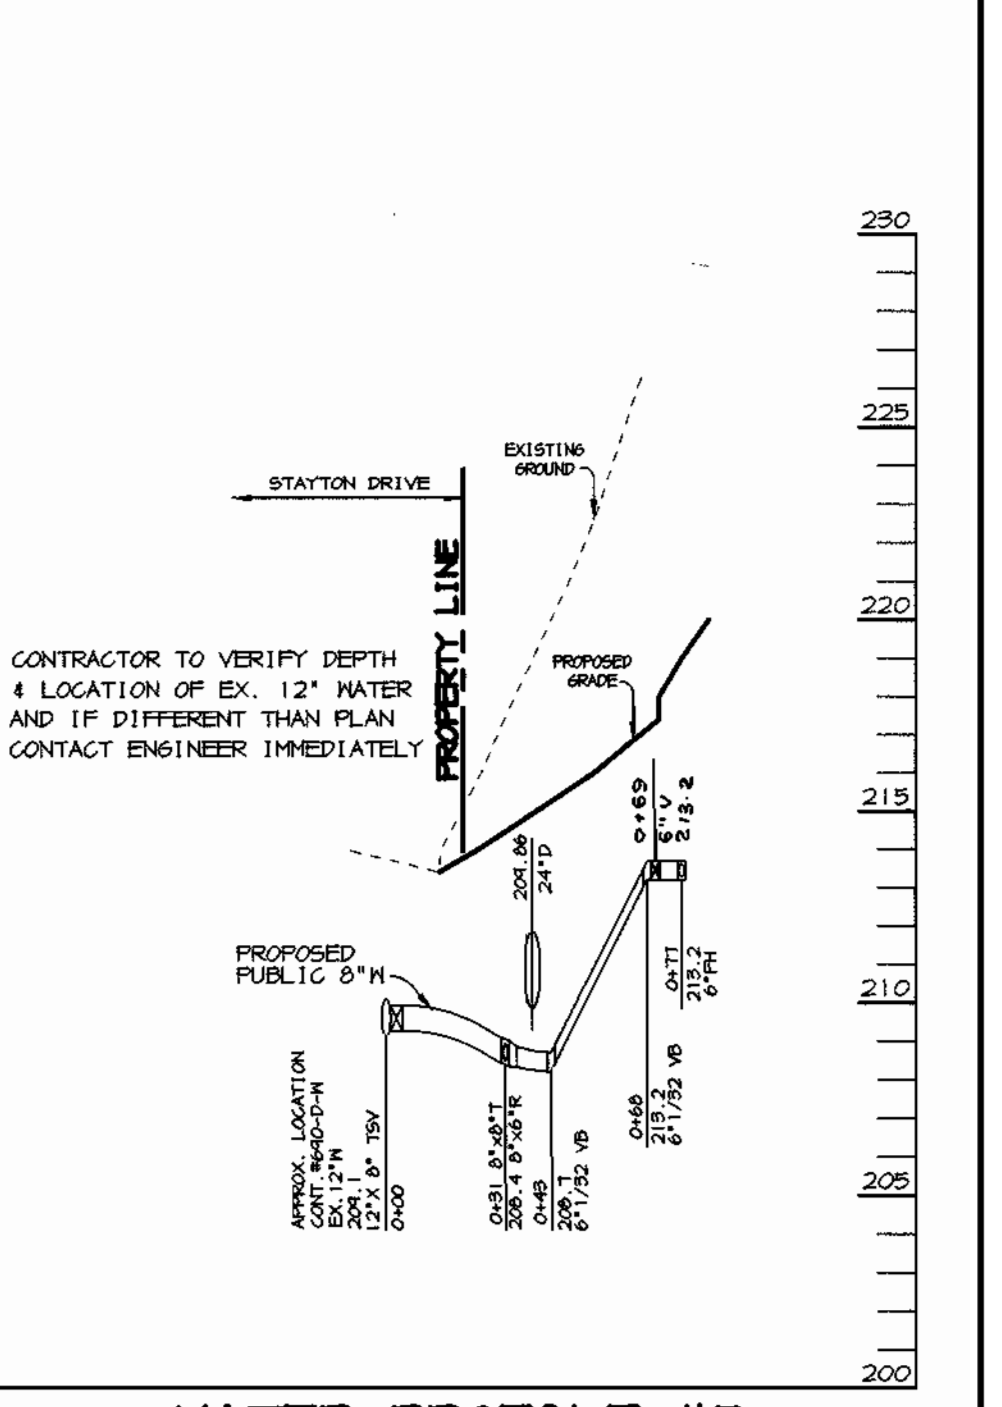 230
225
220
215
210
205
200
EXISTING
GROUND
STAYTON DRIVE
PROPERTY LINE
CONTRACTOR TO VERIFY DEPTH
& LOCATION OF EX. 12" WATER
AND IF DIFFERENT THAN PLAN
CONTACT ENGINEER IMMEDIATELY
PROPOSED
GRADE
0+69
6" V
213.2
209.86
24"D
PROPOSED
PUBLIC 8"W
0+77
213.2
6"FH
APPROX. LOCATION
CONT.#690-D-W
EX.12"W
209.1
12"X 8" TSV
0+00
0+31 8"x8"T
208.4 8"x6"R
0+43
6"1/32 VB
0+68
213.2
6"1/32 VB